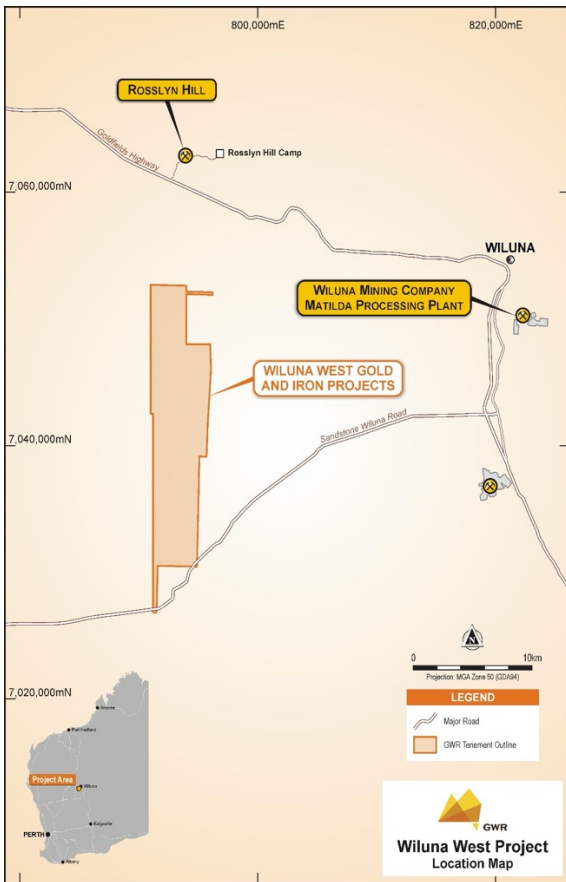 800,000mE
820,000mE
ROSSLYN HILL
Goldfields Highway
Rosslyn Hill Camp
7,060,000mN
WILUNA
WILUNA MINING COMPANY
MATILDA PROCESSING PLANT
WILUNA WEST GOLD
AND IRON PROJECTS
Sandstone Wiluna Road
7,040,000mN
N
0
10km
Projection: MGA Zone 50 (GDA94)
7,020,000mN
LEGEND
Major Road
GWR Tenement Outline
Broome
Port Hedland
Project Area
Wiluna
Kalgoorlie
PERTH
Albany
GWR
Wiluna West Project
Location Map